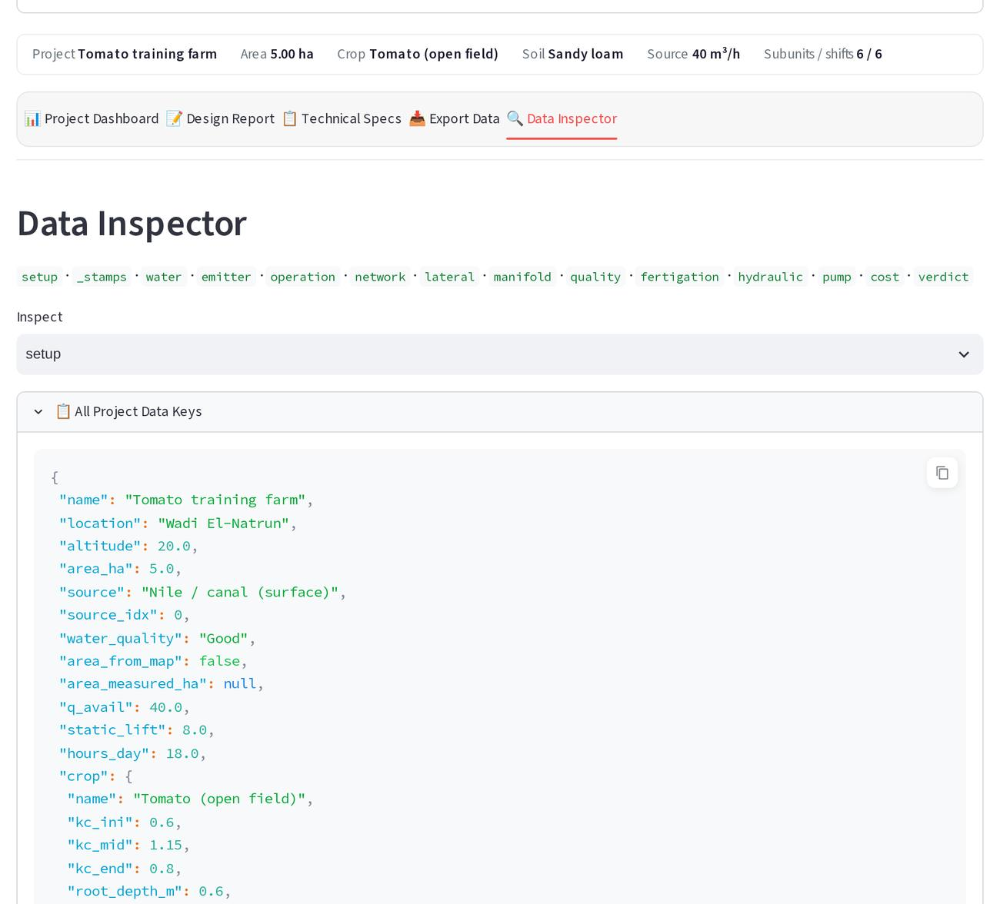 Project Tomato training farm Area 5.00 ha Crop Tomato (open field) Soil Sandy loam Source 40 m³/h Subunits / shifts 6 / 6
📊 Project Dashboard 📝 Design Report 📋 Technical Specs 📥 Export Data 🔍 Data Inspector
Data Inspector
setup · _stamps · water · emitter · operation · network · lateral · manifold · quality · fertigation · hydraulic · pump · cost · verdict
Inspect
setup
📋 All Project Data Keys
{
"name": "Tomato training farm",
"location": "Wadi El-Natrun",
"altitude": 20.0,
"area_ha": 5.0,
"source": "Nile / canal (surface)",
"source_idx": 0,
"water_quality": "Good",
"area_from_map": false,
"area_measured_ha": null,
"q_avail": 40.0,
"static_lift": 8.0,
"hours_day": 18.0,
"crop": {
"name": "Tomato (open field)",
"kc_ini": 0.6,
"kc_mid": 1.15,
"kc_end": 0.8,
"root_depth_m": 0.6,